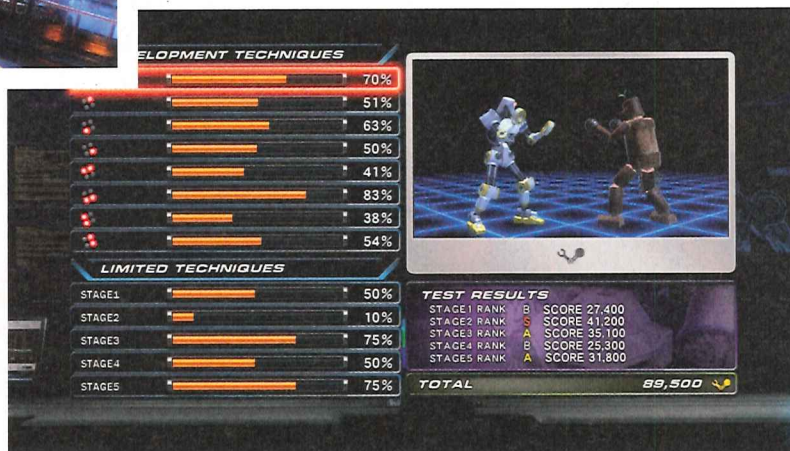 ELOPMENT TECHNIQUES
70%
51%
63%
50%
41%
83%
38%
54%
LIMITED TECHNIQUES
STAGE1 50%
STAGE2 10%
STAGE3 75%
STAGE4 50%
STAGE5 75%
TEST RESULTS
STAGE1 RANK B SCORE 27,400
STAGE2 RANK S SCORE 41,200
STAGE3 RANK A SCORE 35,100
STAGE4 RANK B SCORE 25,300
STAGE5 RANK A SCORE 31,800
TOTAL 89,500